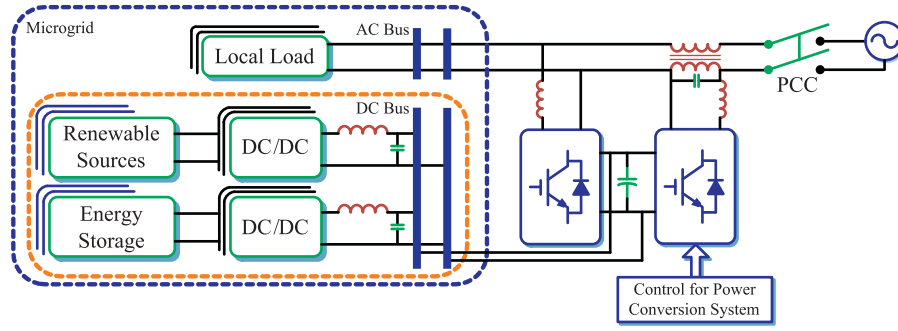 Microgrid
AC Bus
Local Load
PCC
DC Bus
Renewable
Sources
DC/DC
Energy
Storage
DC/DC
Control for Power
Conversion System